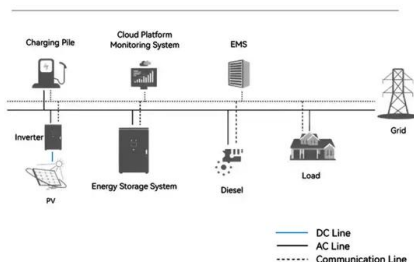 Charging Pile
Cloud Platform
Monitoring System
EMS
Grid
Inverter
PV
Energy Storage System
Diesel
Load
DC Line
AC Line
Communication Line